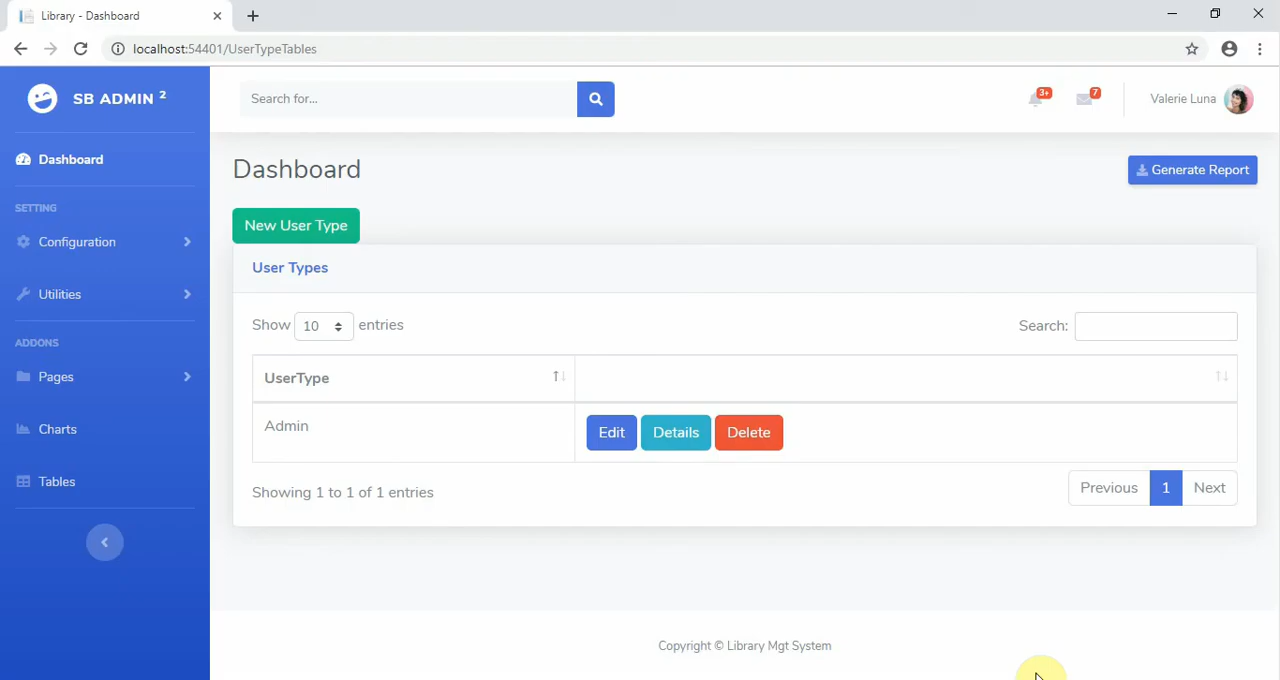 Library - Dashboard
localhost:54401/UserTypeTables
SB ADMIN 2
Search for...
3+
7
Valerie Luna
Dashboard
Dashboard
Generate Report
SETTING
New User Type
Configuration
User Types
Utilities
Show 10 entries
Search:
ADDONS
Pages
UserType
Charts
Admin
Edit
Details
Delete
Tables
Showing 1 to 1 of 1 entries
Previous
1
Next
Copyright © Library Mgt System